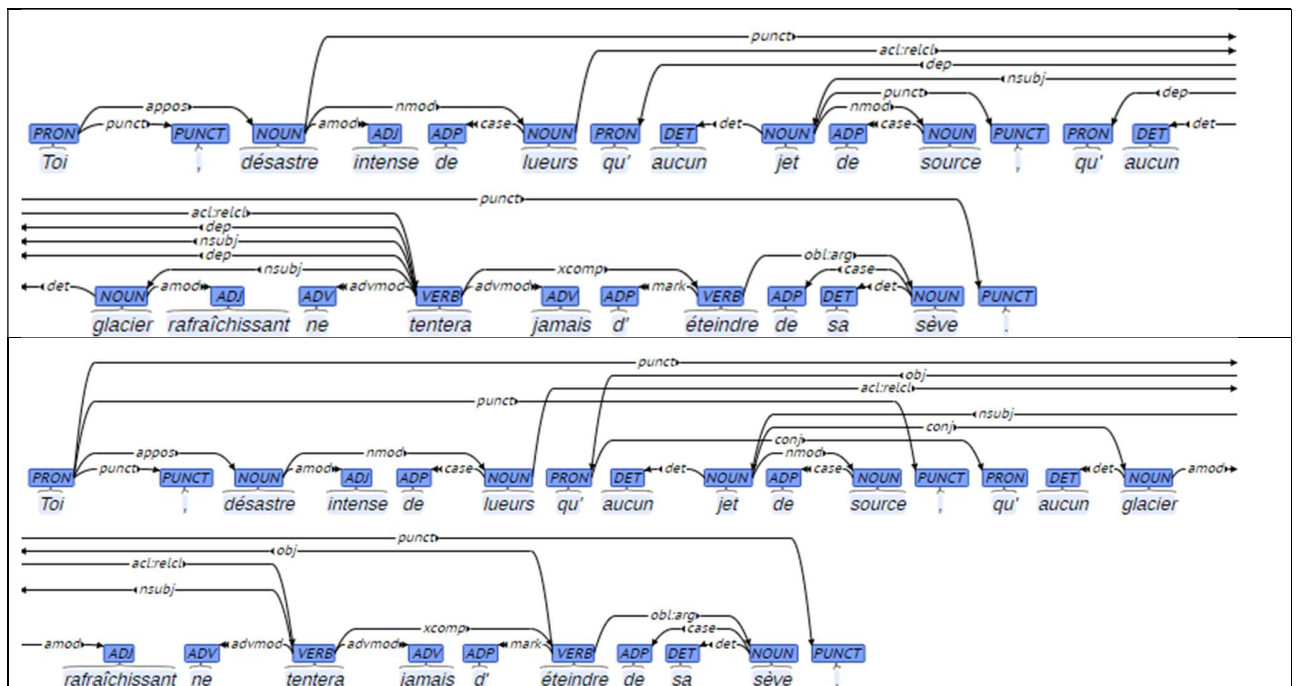 punct
acl:relcl
dep
nsubj
appos nmod punct dep
punct amod case det nmod case det
PRON PUNCT NOUN ADJ ADP NOUN PRON DET NOUN ADP NOUN PUNCT PRON DET
Toi , désastre intense de lueurs qu' aucun jet de source , qu' aucun
punct
acl:relcl
dep
nsubj
dep obl:arg
nsubj xcomp case
det amod advmod advmod mark det
NOUN ADJ ADV VERB ADV ADP VERB ADP DET NOUN PUNCT
glacier rafraîchissant ne tentera jamais d' éteindre de sa sève .
punct
obj
acl:relcl
punct
nsubj
conj
conj
appos nmod nmod
punct amod case det case det amod
PRON PUNCT NOUN ADJ ADP NOUN PRON DET NOUN ADP NOUN PUNCT PRON DET NOUN
Toi , désastre intense de lueurs qu' aucun jet de source , qu' aucun glacier
punct
obj
acl:relcl
nsubj
obl:arg
xcomp case
amod advmod advmod mark det
ADJ ADV VERB ADV ADP VERB ADP DET NOUN PUNCT
rafraîchissant ne tentera jamais d' éteindre de sa sève .